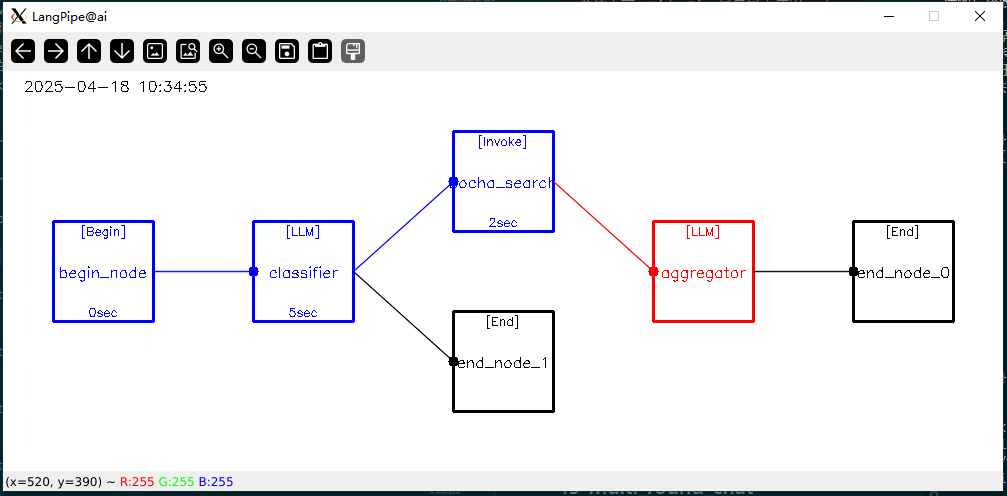 LangPipe@ai
2025-04-18 10:34:55
[Invoke]
ocha_search
2sec
[Begin]
begin_node
0sec
[LLM]
classifier
5sec
[LLM]
aggregator
[End]
end_node_0
[End]
end_node_1
(x=520, y=390) ~ R:255 G:255 B:255